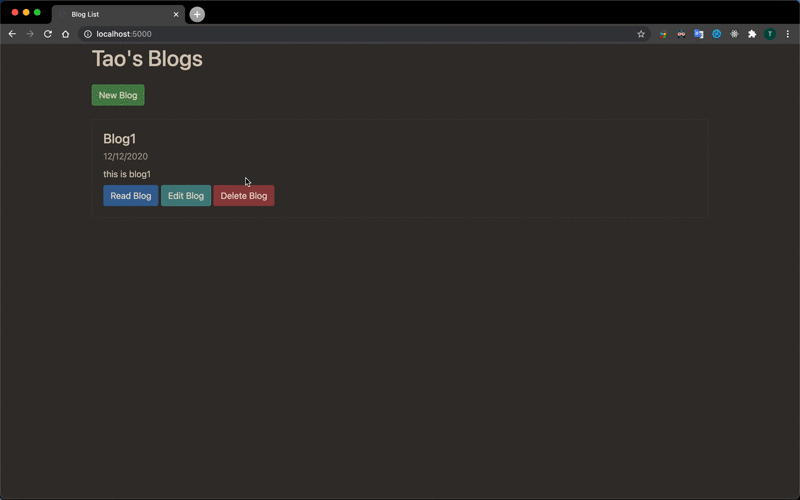 Blog List
localhost:5000
T
Tao's Blogs
New Blog
Blog1
12/12/2020
this is blog1
Read Blog Edit Blog Delete Blog